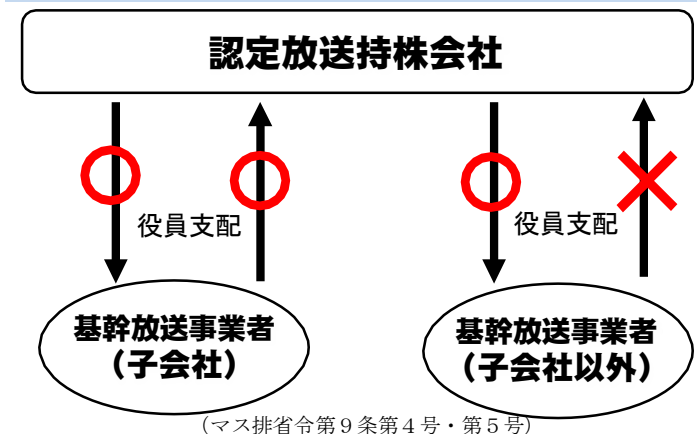 認定放送持株会社
役員支配
役員支配
基幹放送事業者
（子会社）
基幹放送事業者
（子会社以外）
（マス排省令第９条第４号・第５号）